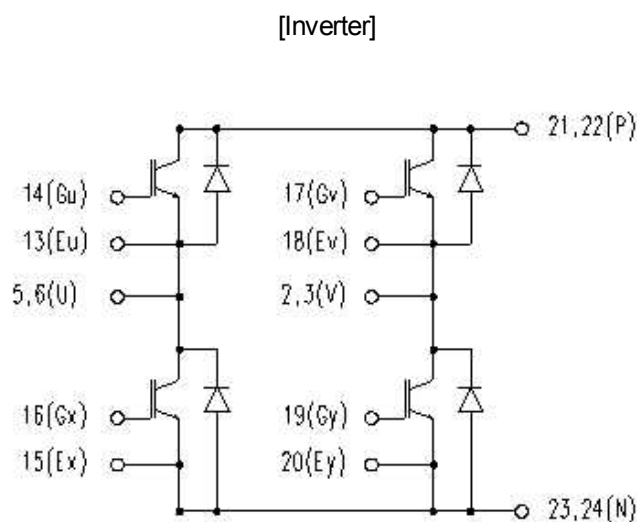 [Inverter]
21,22(P)
14(Gu)
17(Gv)
13(Eu)
18(Ev)
5,6(U)
2,3(V)
16(Gx)
19(Gy)
15(Ex)
20(Ey)
23,24(N)